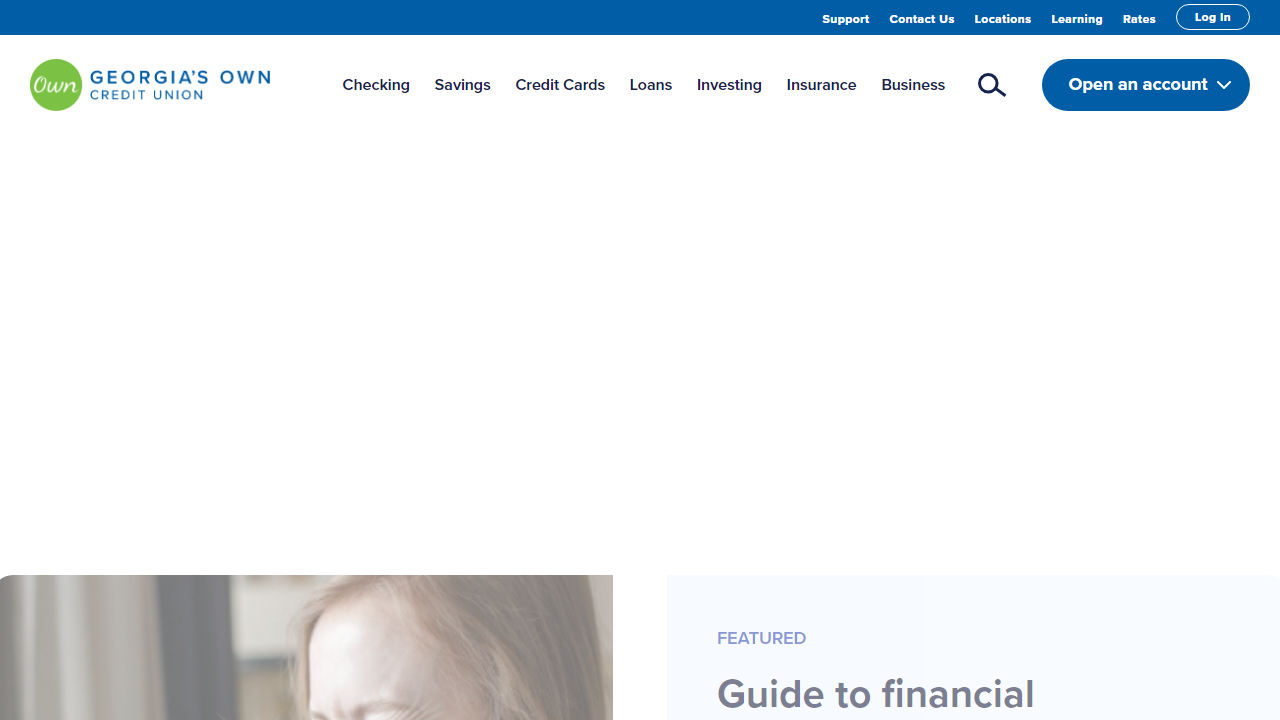 Support Contact Us Locations Learning Rates Log In
Own GEORGIA'S OWN
CREDIT UNION
Checking Savings Credit Cards Loans Investing Insurance Business Open an account
FEATURED
Guide to financial